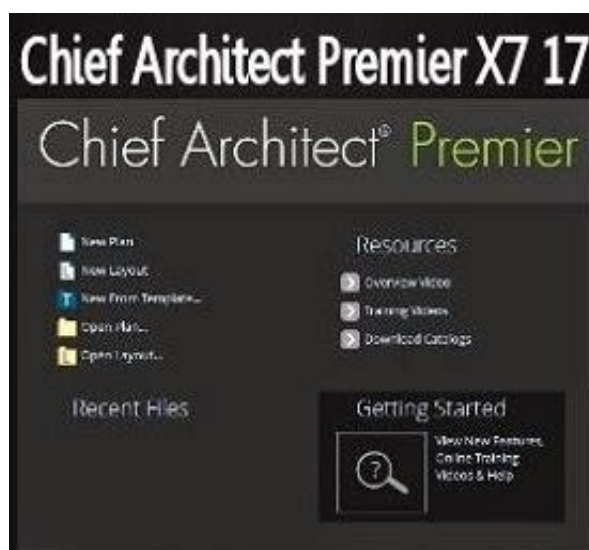 Chief Architect Premier X7 17
Chief Architect® Premier
New Plan
New Layout
New From Template...
Open Plan...
Open Layout...
Recent Files
Resources
Overview Video
Training Videos
Download Catalogs
Getting Started
View New Features,
Online Training
Videos & Help